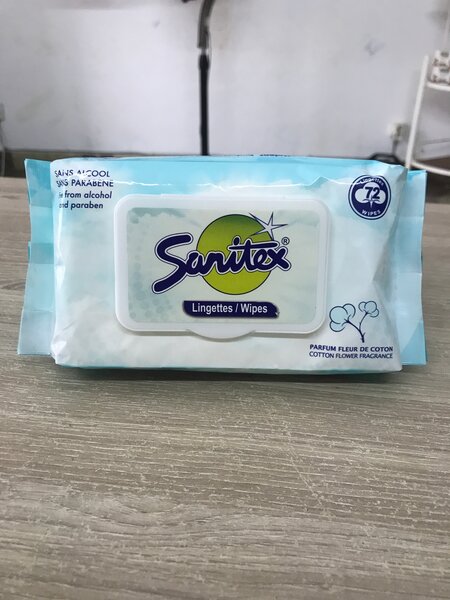 SANS ALCOOL
SANS PARABENE
from alcohol
and paraben
72
WIPES
Sanitex®
Lingettes / Wipes
PARFUM FLEUR DE COTON
COTTON FLOWER FRAGRANCE